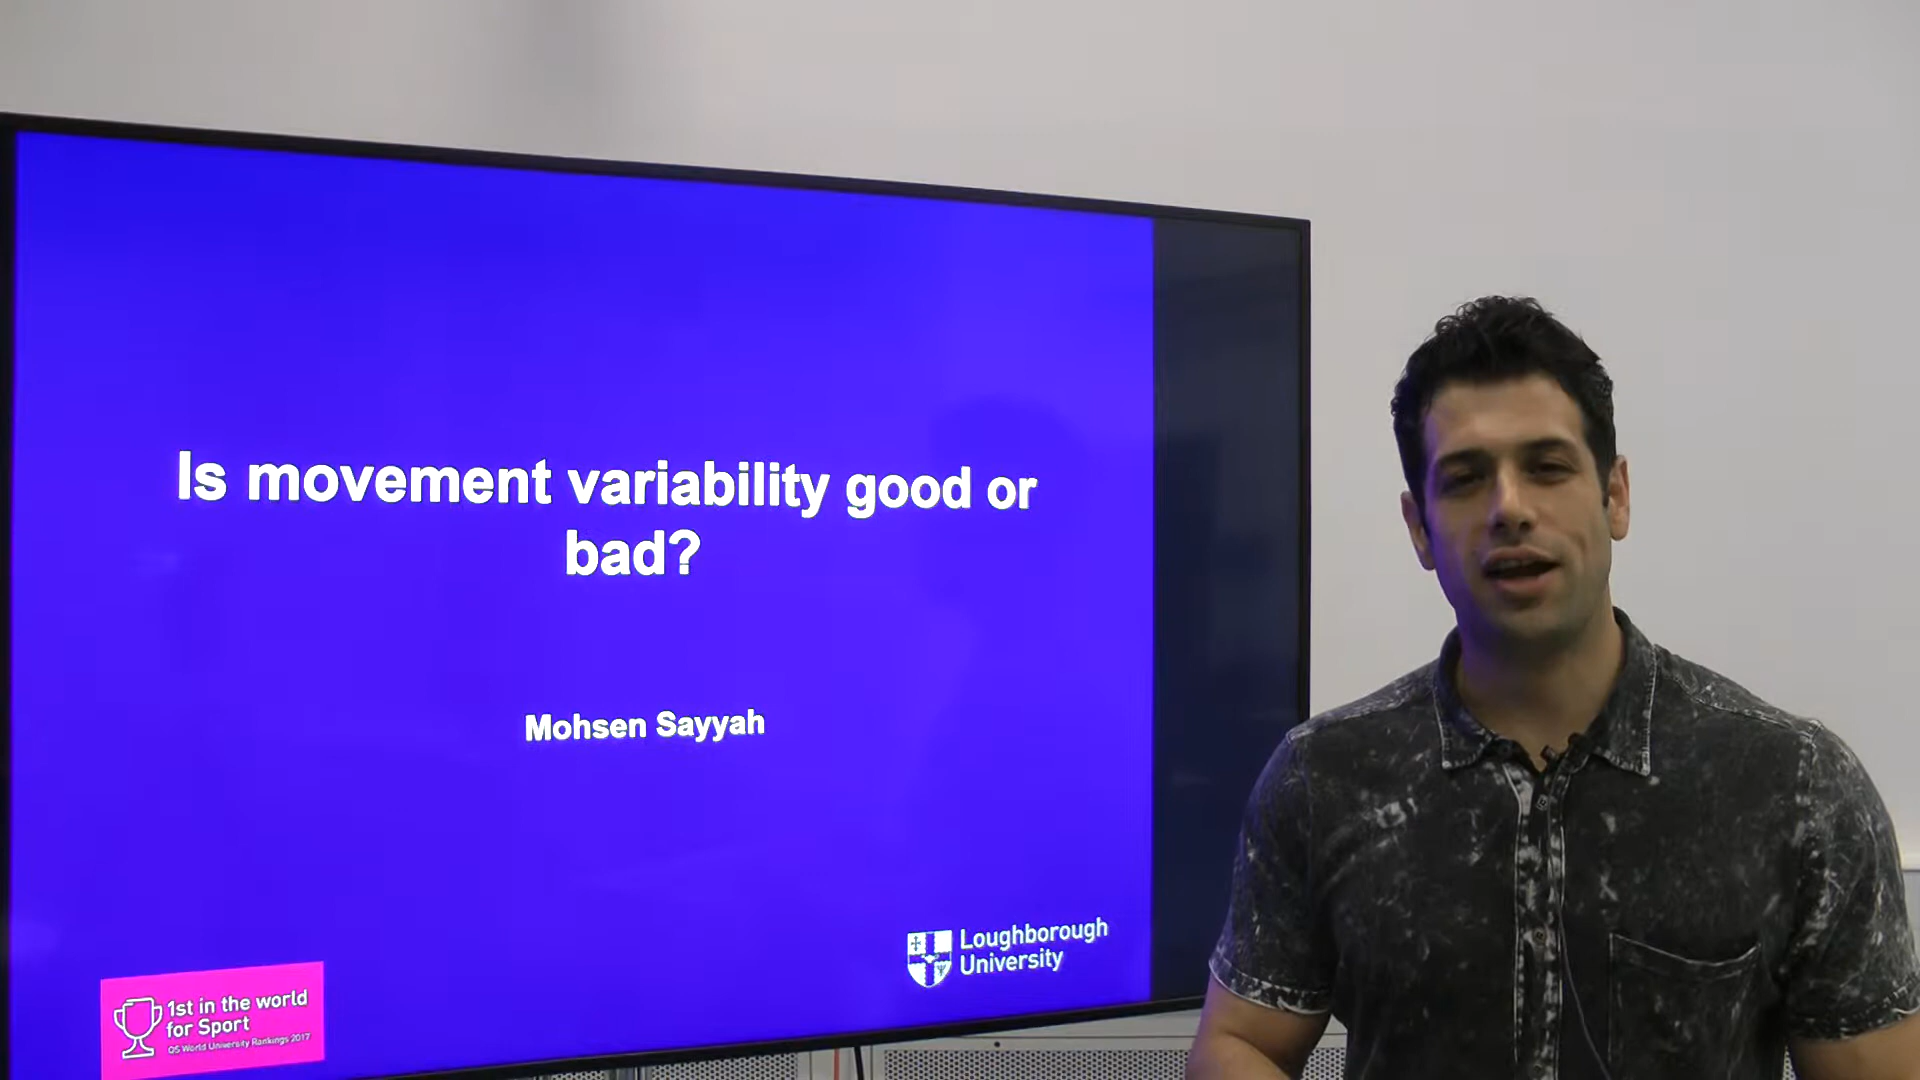 Is movement variability good or
bad?
Mohsen Sayyah
Loughborough
University
1st in the world
for Sport
QS World University Rankings 2017